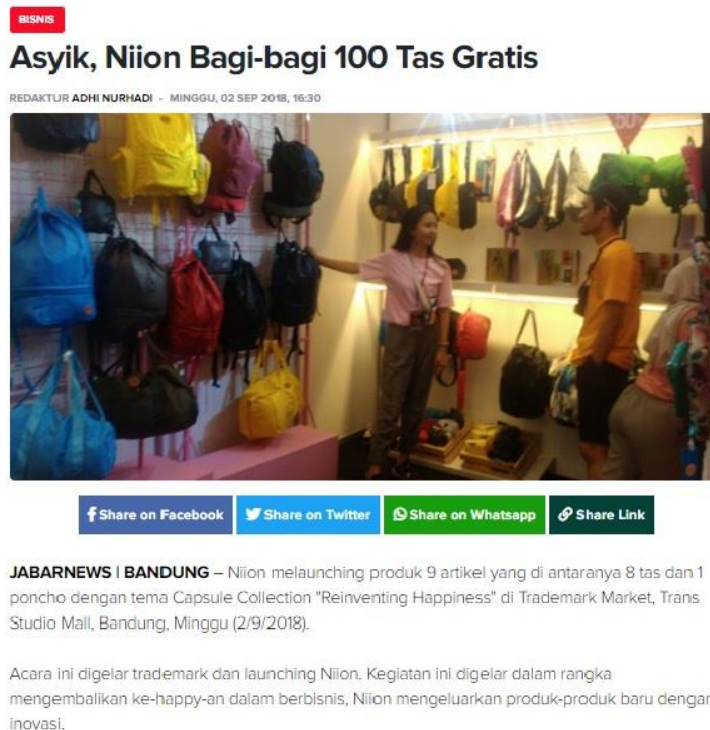 BISNIS
Asyik, Niion Bagi-bagi 100 Tas Gratis
REDAKTUR ADHI NURHADI - MINGGU, 02 SEP 2018, 16:30
50%
Share on Facebook
Share on Twitter
Share on Whatsapp
Share Link
JABARNEWS | BANDUNG – Niion melaunching produk 9 artikel yang di antaranya 8 tas dan 1
poncho dengan tema Capsule Collection "Reinventing Happiness" di Trademark Market, Trans
Studio Mall, Bandung, Minggu (2/9/2018).
Acara ini digelar trademark dan launching Niion. Kegiatan ini digelar dalam rangka
mengembalikan ke-happy-an dalam berbisnis, Niion mengeluarkan produk-produk baru dengan
inovasi.